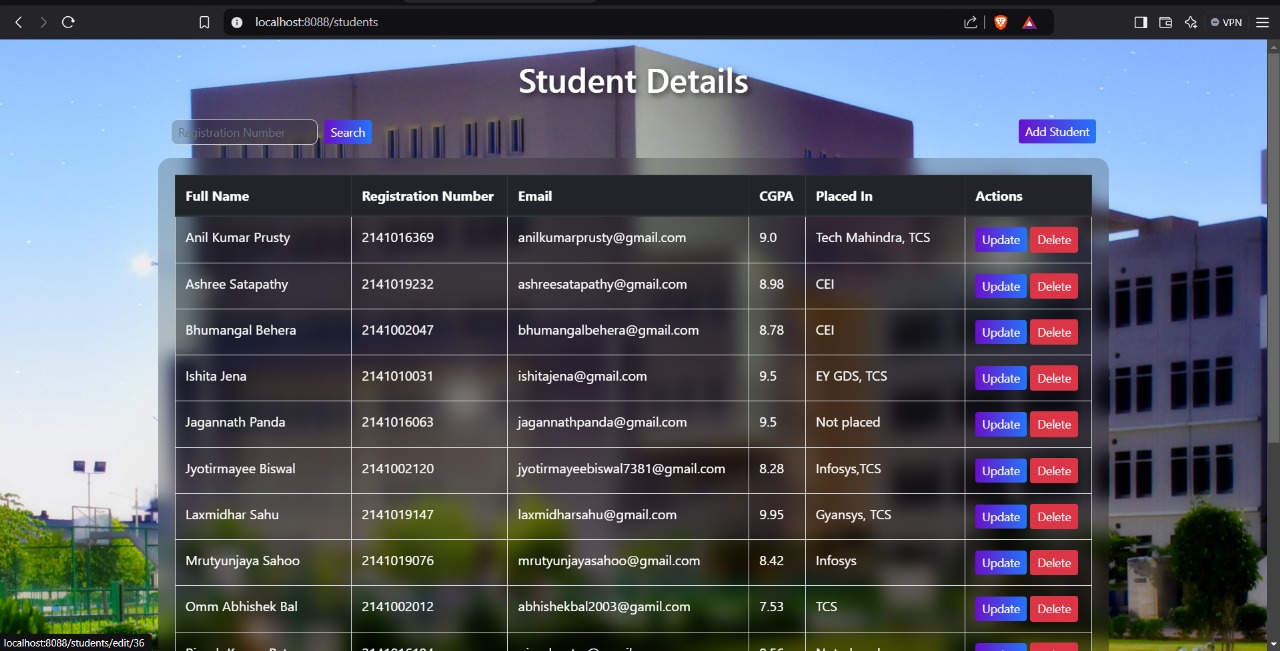 localhost:8088/students
VPN
Student Details
Registration Number Search Add Student
Full Name Registration Number Email CGPA Placed In Actions
Anil Kumar Prusty 2141016369 anilkumarprusty@gmail.com 9.0 Tech Mahindra, TCS Update Delete
Ashree Satapathy 2141019232 ashreesatapathy@gmail.com 8.98 CEI Update Delete
Bhumangal Behera 2141002047 bhumangalbehera@gmail.com 8.78 CEI Update Delete
Ishita Jena 2141010031 ishitajena@gmail.com 9.5 EY GDS, TCS Update Delete
Jagannath Panda 2141016063 jagannathpanda@gmail.com 9.5 Not placed Update Delete
Jyotirmayee Biswal 2141002120 jyotirmayeebiswal7381@gmail.com 8.28 Infosys,TCS Update Delete
Laxmidhar Sahu 2141019147 laxmidharsahu@gmail.com 9.95 Gyansys, TCS Update Delete
Mrutyunjaya Sahoo 2141019076 mrutyunjayasahoo@gmail.com 8.42 Infosys Update Delete
Omm Abhishek Bal 2141002012 abhishekbal2003@gamil.com 7.53 TCS Update Delete
localhost:8088/students/edit/36